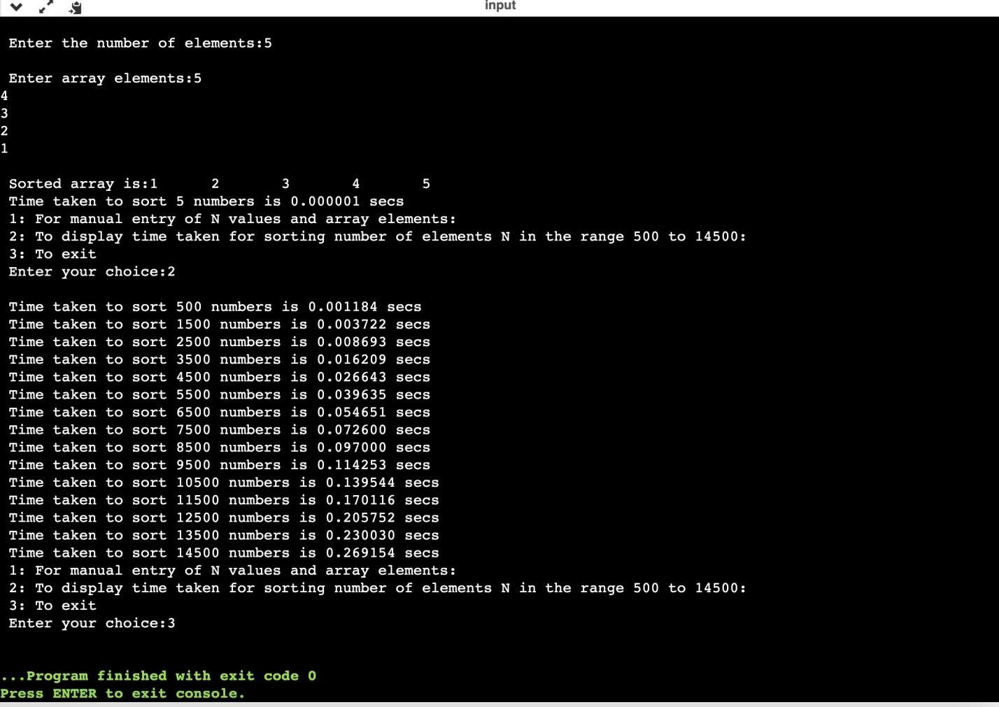 input
Enter the number of elements:5
Enter array elements:5
4
3
2
1
Sorted array is:1 2 3 4 5
Time taken to sort 5 numbers is 0.000001 secs
1: For manual entry of N values and array elements:
2: To display time taken for sorting number of elements N in the range 500 to 14500:
3: To exit
Enter your choice:2
Time taken to sort 500 numbers is 0.001184 secs
Time taken to sort 1500 numbers is 0.003722 secs
Time taken to sort 2500 numbers is 0.008693 secs
Time taken to sort 3500 numbers is 0.016209 secs
Time taken to sort 4500 numbers is 0.026643 secs
Time taken to sort 5500 numbers is 0.039635 secs
Time taken to sort 6500 numbers is 0.054651 secs
Time taken to sort 7500 numbers is 0.072600 secs
Time taken to sort 8500 numbers is 0.097000 secs
Time taken to sort 9500 numbers is 0.114253 secs
Time taken to sort 10500 numbers is 0.139544 secs
Time taken to sort 11500 numbers is 0.170116 secs
Time taken to sort 12500 numbers is 0.205752 secs
Time taken to sort 13500 numbers is 0.230030 secs
Time taken to sort 14500 numbers is 0.269154 secs
1: For manual entry of N values and array elements:
2: To display time taken for sorting number of elements N in the range 500 to 14500:
3: To exit
Enter your choice:3
...Program finished with exit code 0
Press ENTER to exit console.